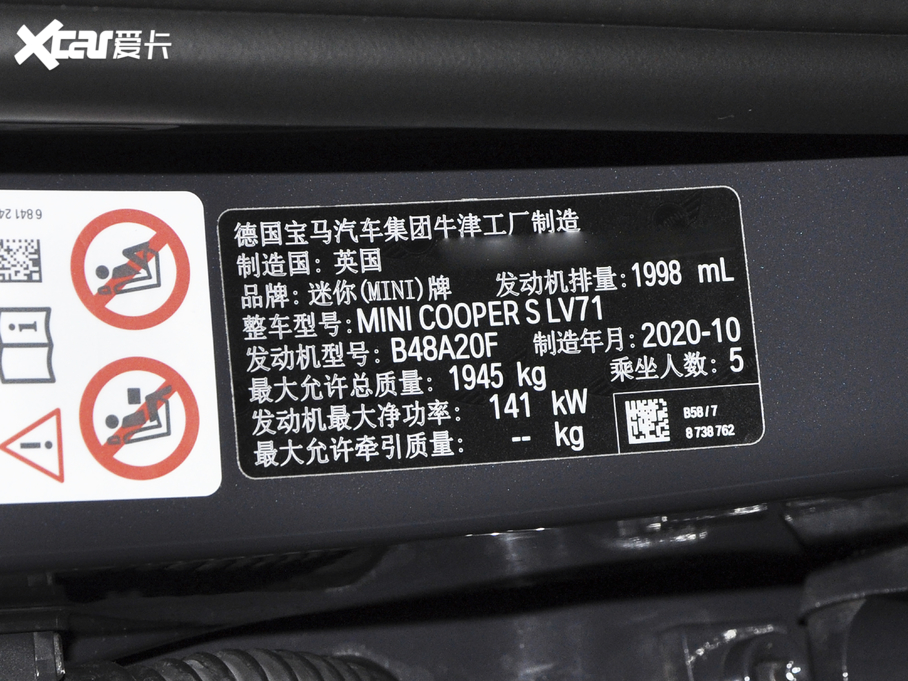 Xcar爱卡
6841 24
德国宝马汽车集团牛津工厂制造
制造国: 英国
品牌: 迷你(MINI)牌 发动机排量: 1998 mL
整车型号: MINI COOPER S LV71
发动机型号: B48A20F 制造年月: 2020-10
最大允许总质量: 1945 kg 乘坐人数: 5
发动机最大净功率: 141 kW
最大允许牵引质量: -- kg
B58/7
8 738 762